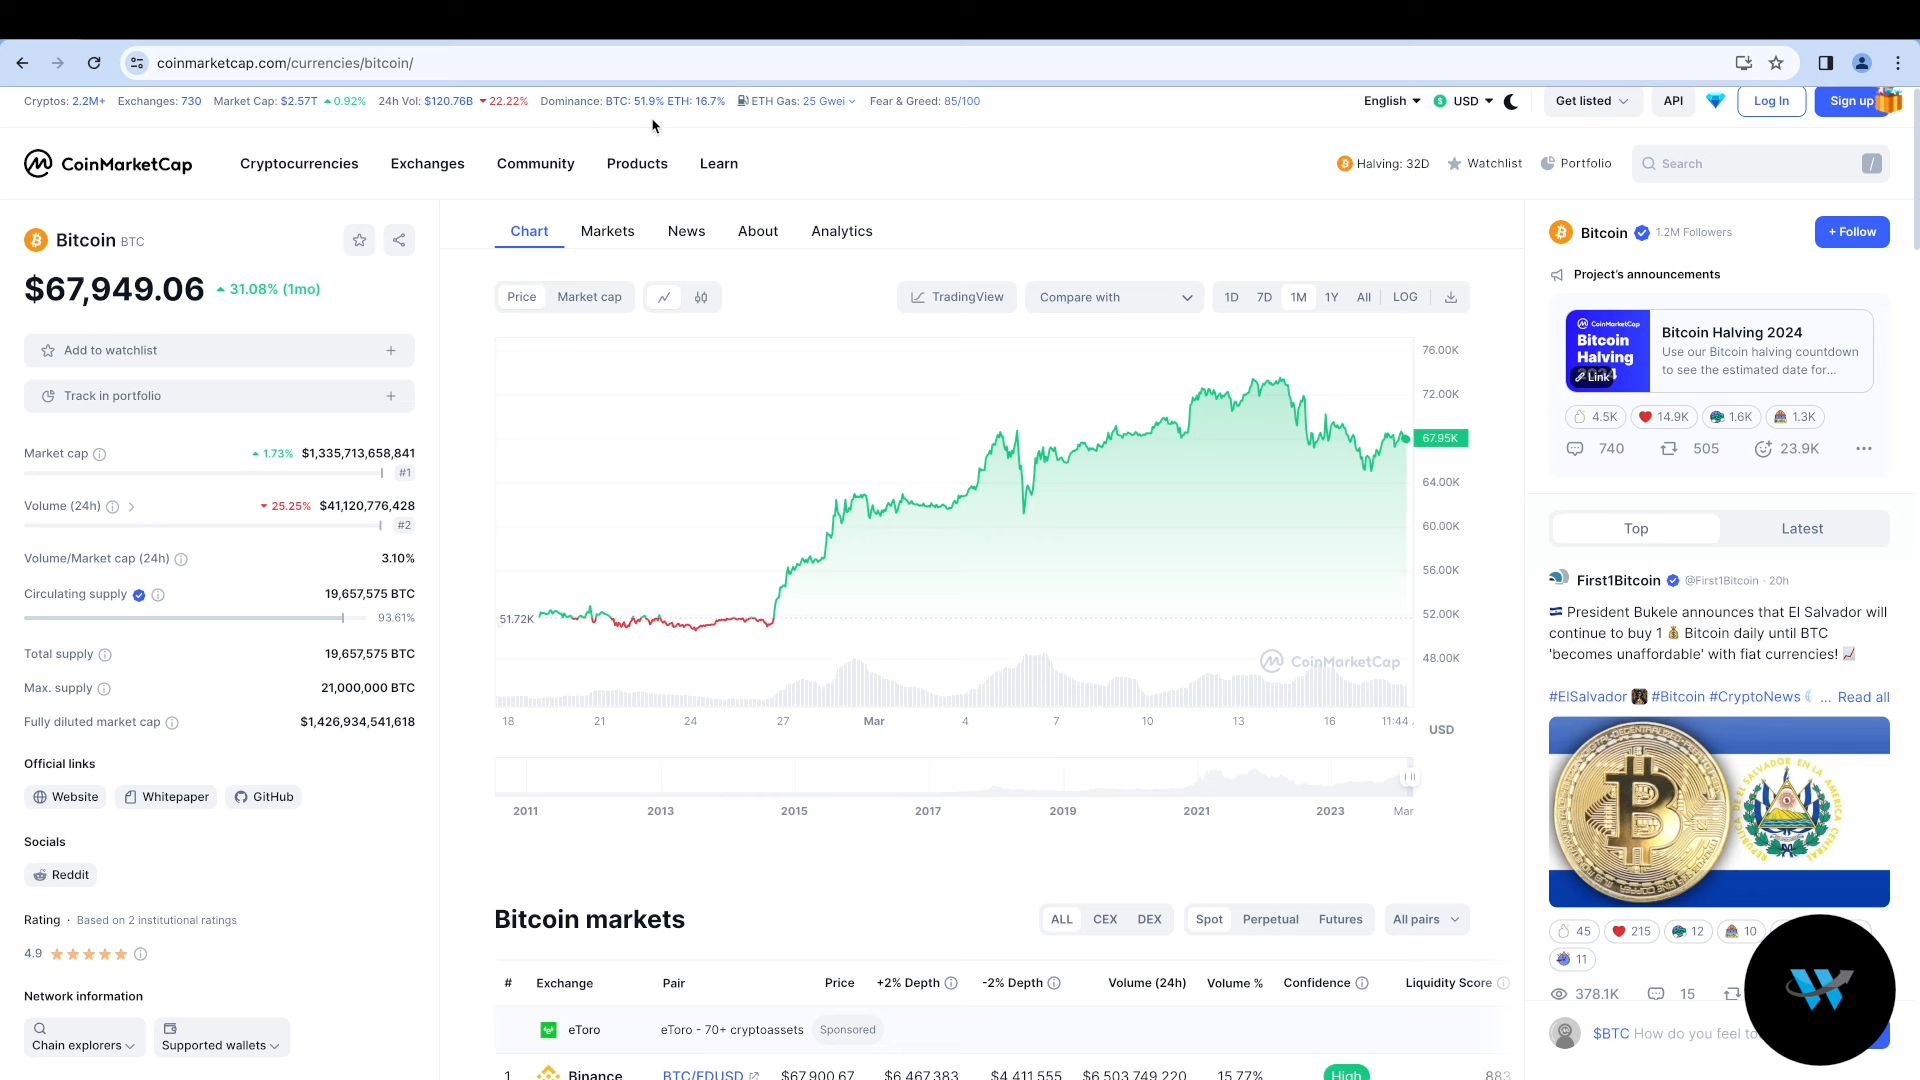 coinmarketcap.com/currencies/bitcoin/
Cryptos: 2.2M+ Exchanges: 730 Market Cap: $2.57T 0.92% 24h Vol: $120.76B 22.22% Dominance: BTC: 51.9% ETH: 16.7% ETH Gas: 25 Gwei Fear & Greed: 85/100
English USD Get listed API Log In Sign up
CoinMarketCap Cryptocurrencies Exchanges Community Products Learn
Halving: 32D Watchlist Portfolio Search /
Bitcoin BTC
$67,949.06 31.08% (1mo)
Add to watchlist +
Track in portfolio +
Market cap 1.73% $1,335,713,658,841
#1
Volume (24h) 25.25% $41,120,776,428
#2
Volume/Market cap (24h) 3.10%
Circulating supply 19,657,575 BTC
93.61%
Total supply 19,657,575 BTC
Max. supply 21,000,000 BTC
Fully diluted market cap $1,426,934,541,618
Official links
Website Whitepaper GitHub
Socials
Reddit
Rating · Based on 2 institutional ratings
4.9
Network information
Chain explorers Supported wallets
Chart Markets News About Analytics
Price Market cap TradingView Compare with 1D 7D 1M 1Y All LOG
76.00K
72.00K
67.95K
64.00K
60.00K
56.00K
52.00K
48.00K
51.72K
CoinMarketCap
18 21 24 27 Mar 4 7 10 13 16 11:44
USD
2011 2013 2015 2017 2019 2021 2023 Mar
Bitcoin markets
ALL CEX DEX Spot Perpetual Futures All pairs
# Exchange Pair Price +2% Depth -2% Depth Volume (24h) Volume % Confidence Liquidity Score
eToro eToro - 70+ cryptoassets Sponsored
1 Binance BTC/FDUSD $67,900.67 $6,467,383 $4,411,555 $6,503,749,220 15.77% High 883
Bitcoin 1.2M Followers + Follow
Project's announcements
CoinMarketCap
Bitcoin
Halving
Link
Bitcoin Halving 2024
Use our Bitcoin halving countdown
to see the estimated date for...
4.5K 14.9K 1.6K 1.3K
740 505 23.9K
Top Latest
First1Bitcoin @First1Bitcoin · 20h
President Bukele announces that El Salvador will
continue to buy 1 Bitcoin daily until BTC
'becomes unaffordable' with fiat currencies!
#ElSalvador #Bitcoin #CryptoNews ... Read all
45 215 12 10
11
378.1K 15
$BTC How do you feel to